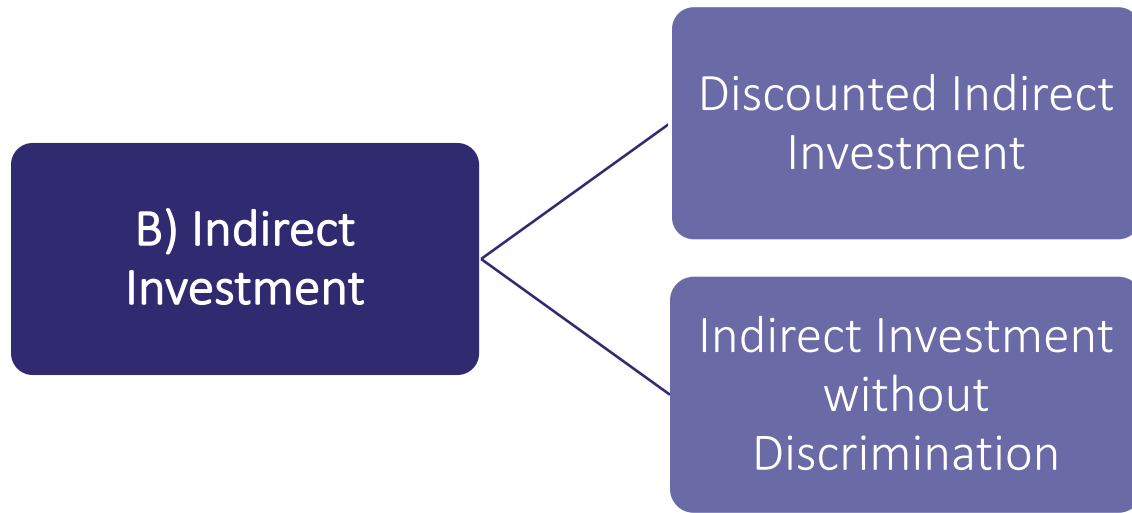 B) Indirect
Investment
Discounted Indirect
Investment
Indirect Investment
without
Discrimination